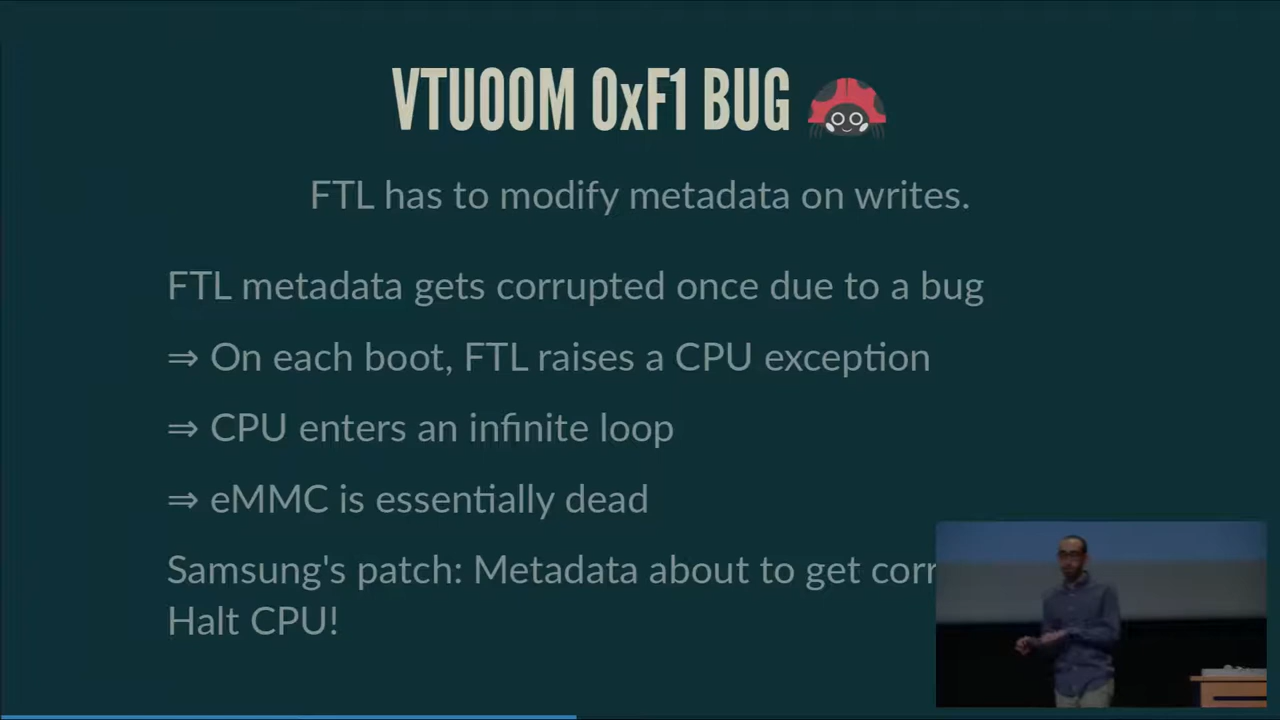 VTU00M 0xF1 BUG
FTL has to modify metadata on writes.
FTL metadata gets corrupted once due to a bug
⇒ On each boot, FTL raises a CPU exception
⇒ CPU enters an infinite loop
⇒ eMMC is essentially dead
Samsung's patch: Metadata about to get corr
Halt CPU!